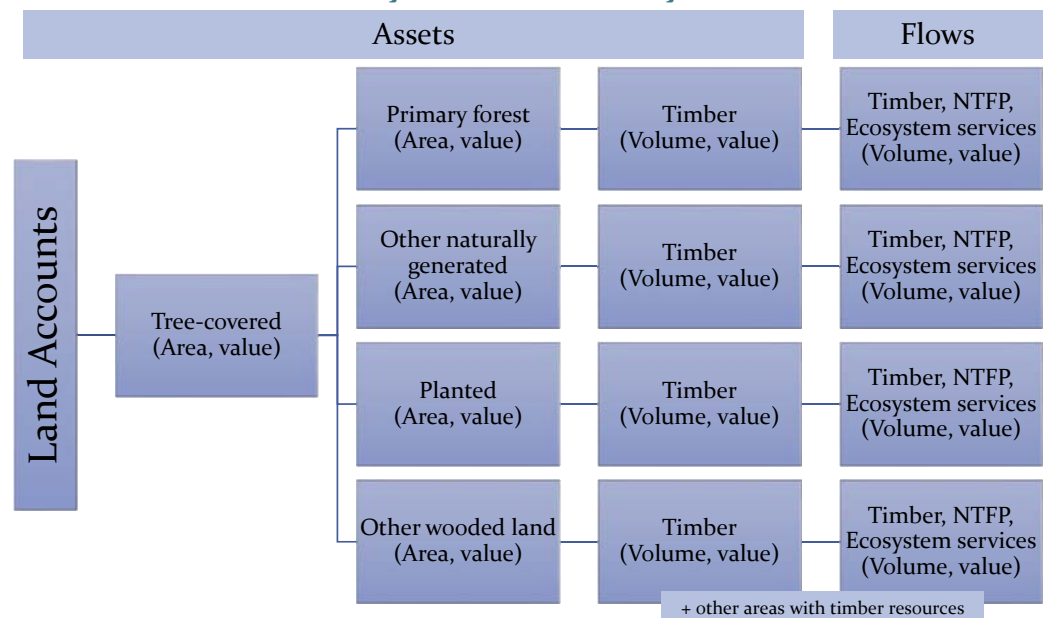 Assets
Flows
Land Accounts
Tree-covered
(Area, value)
Primary forest
(Area, value)
Timber
(Volume, value)
Timber, NTFP,
Ecosystem services
(Volume, value)
Other naturally
generated
(Area, value)
Timber
(Volume, value)
Timber, NTFP,
Ecosystem services
(Volume, value)
Planted
(Area, value)
Timber
(Volume, value)
Timber, NTFP,
Ecosystem services
(Volume, value)
Other wooded land
(Area, value)
Timber
(Volume, value)
Timber, NTFP,
Ecosystem services
(Volume, value)
+ other areas with timber resources